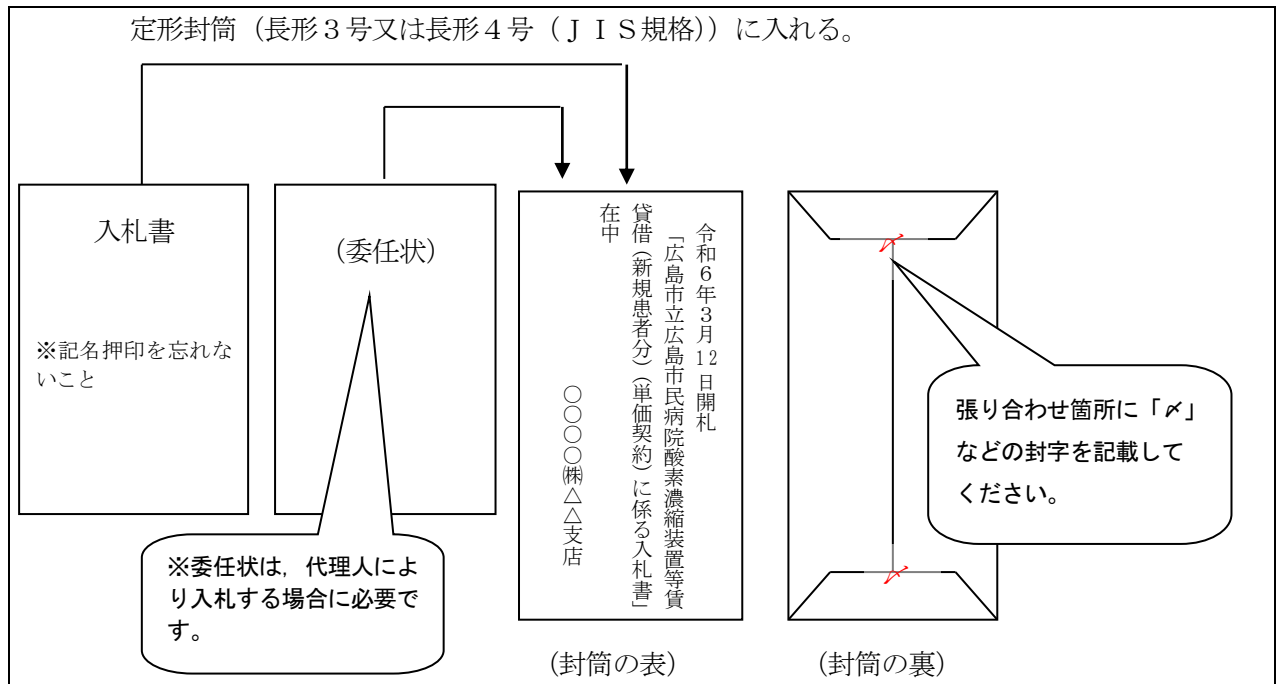 定形封筒（長形３号又は長形４号（ＪＩＳ規格））に入れる。
入札書
※記名押印を忘れな
いこと
（委任状）
※委任状は，代理人によ
り入札する場合に必要で
す。
令和６年３月12日開札
「広島市立広島市民病院酸素濃縮装置等賃
貸借（新規患者分）（単価契約）に係る入札書」
在中
〇〇〇〇㈱△△支店
（封筒の表）
〆
〆
張り合わせ箇所に「〆」
などの封字を記載して
ください。
（封筒の裏）